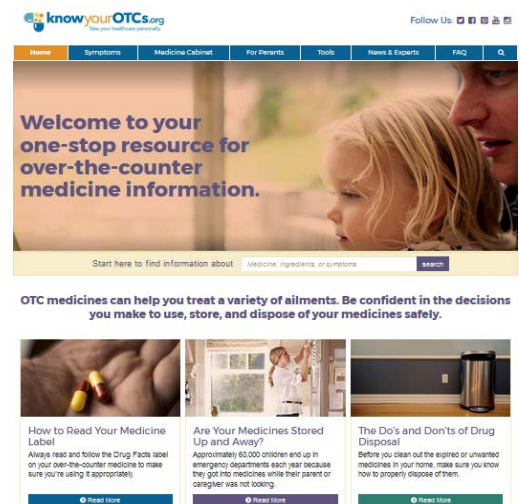 knowyourOTCs.org
Take your healthcare personally.
Follow Us:
Home Symptoms Medicine Cabinet For Parents Tools News & Experts FAQ
Welcome to your
one-stop resource for
over-the-counter
medicine information.
Start here to find information about Medicine, Ingredients, or symptoms search
OTC medicines can help you treat a variety of ailments. Be confident in the decisions
you make to use, store, and dispose of your medicines safely.
How to Read Your Medicine
Label
Always read and follow the Drug Facts label
on your over-the-counter medicine to make
sure you're using it appropriately.
Read More
Are Your Medicines Stored
Up and Away?
Approximately 60,000 children end up in
emergency departments each year because
they got into medicines while their parent or
caregiver was not looking.
Read More
The Do's and Don'ts of Drug
Disposal
Before you clean out the expired or unwanted
medicines in your home, make sure you know
how to properly dispose of them.
Read More